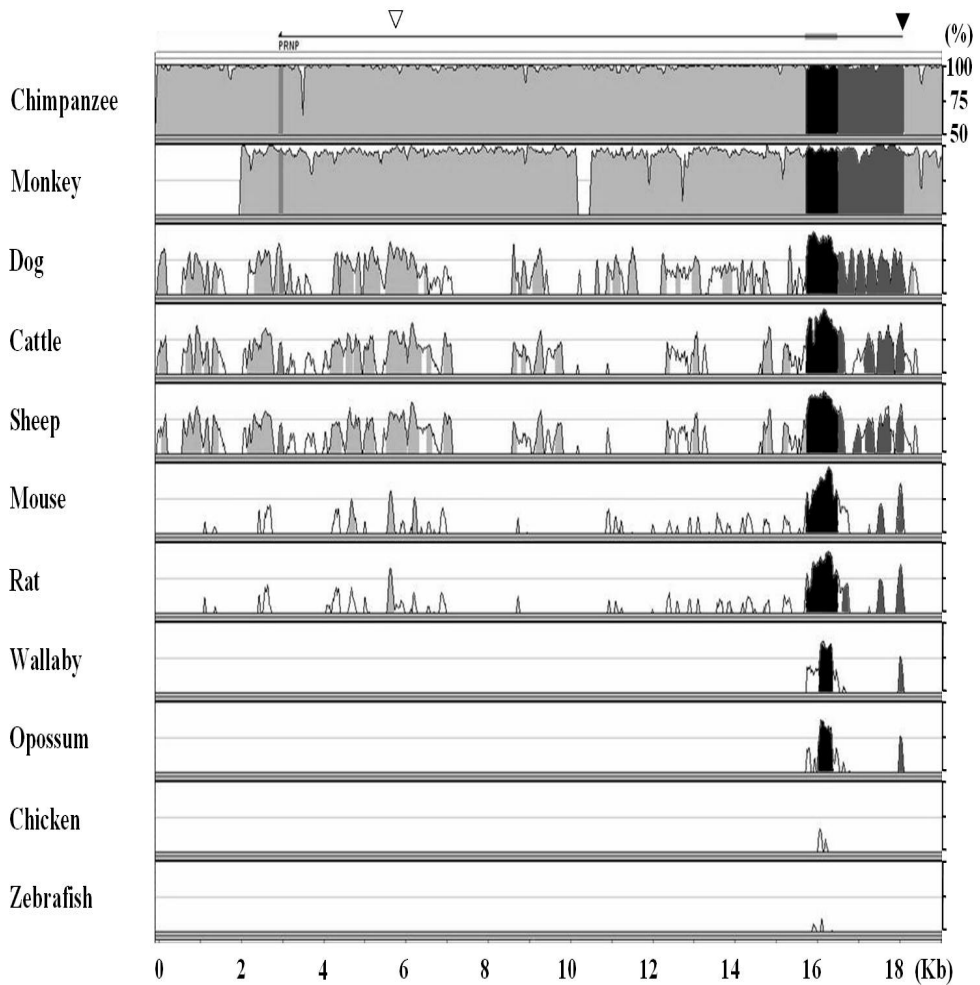 PRNP
(%)
Chimpanzee
100
75
50
Monkey
Dog
Cattle
Sheep
Mouse
Rat
Wallaby
Opossum
Chicken
Zebrafish
0 2 4 6 8 10 12 14 16 18 (Kb)